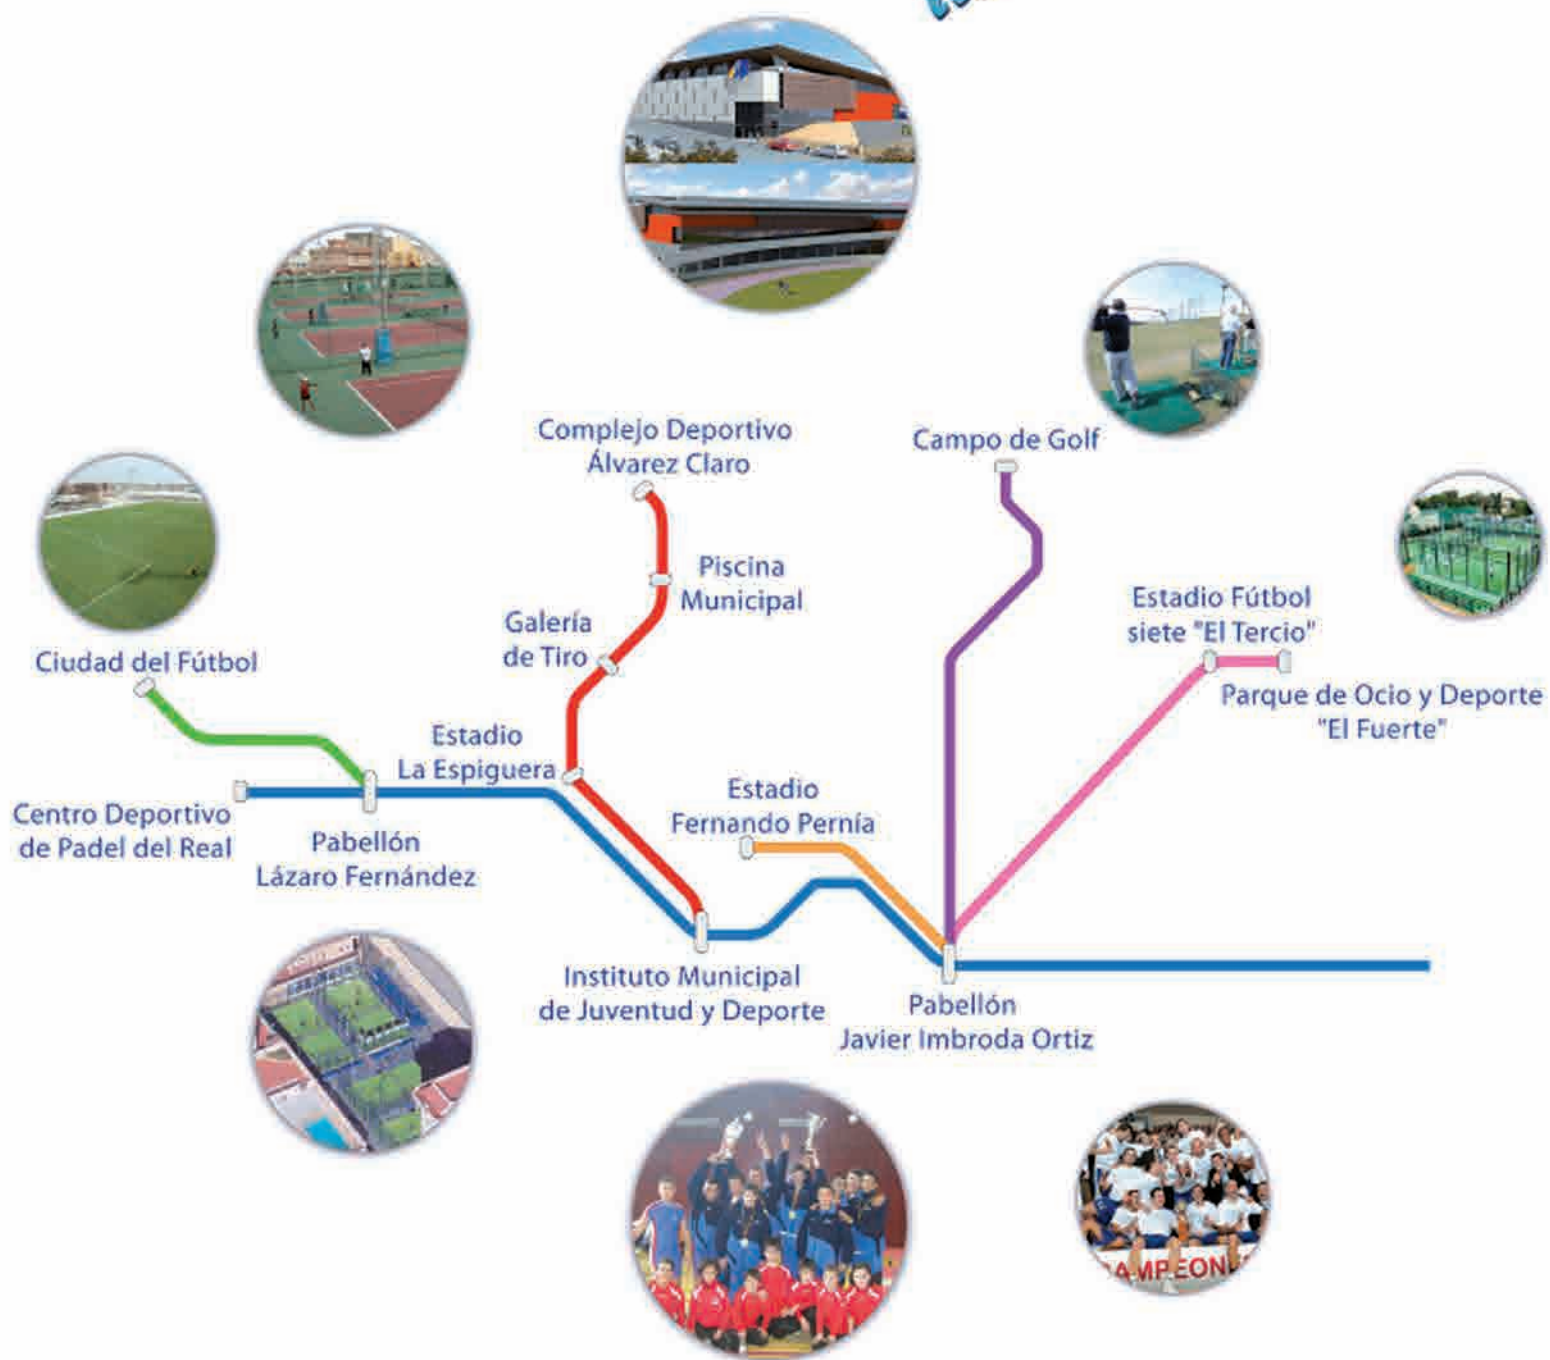 Complejo Deportivo
Álvarez Claro
Campo de Golf
Piscina
Municipal
Galería
de Tiro
Estadio Fútbol
siete "El Tercio"
Ciudad del Fútbol
Parque de Ocio y Deporte
"El Fuerte"
Estadio
La Espiguera
Centro Deportivo
de Padel del Real
Pabellón
Lázaro Fernández
Estadio
Fernando Pernía
Instituto Municipal
de Juventud y Deporte
Pabellón
Javier Imbroda Ortiz